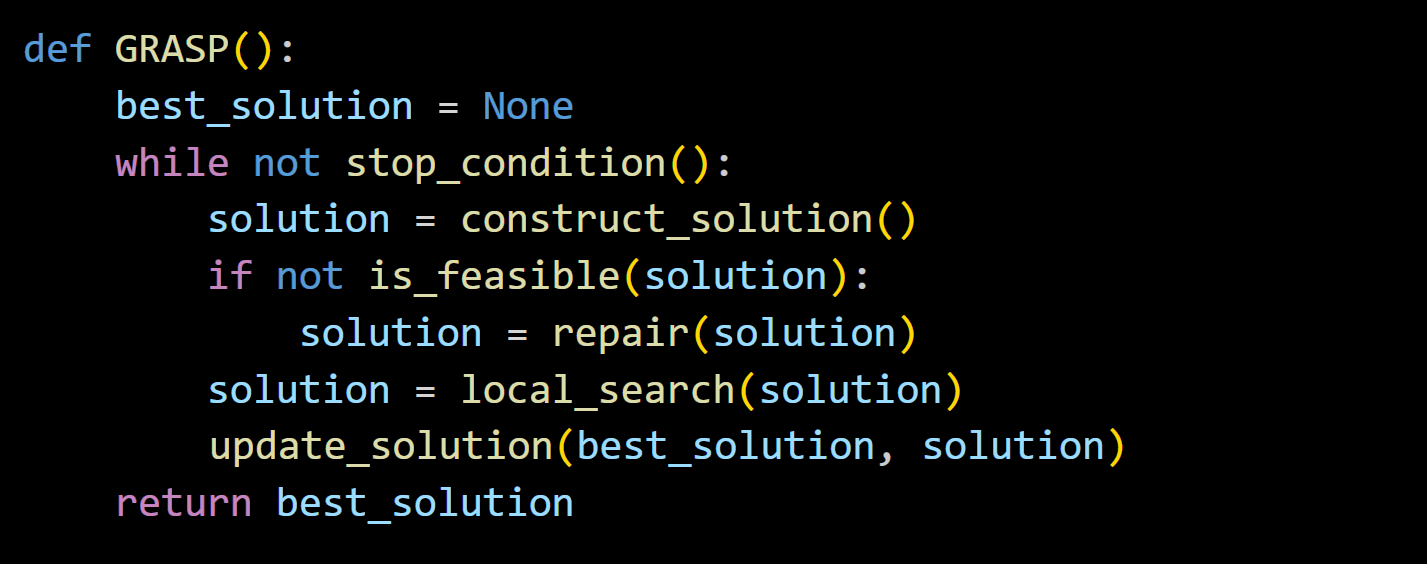 def GRASP():
    best_solution = None
    while not stop_condition():
        solution = construct_solution()
        if not is_feasible(solution):
            solution = repair(solution)
        solution = local_search(solution)
        update_solution(best_solution, solution)
    return best_solution